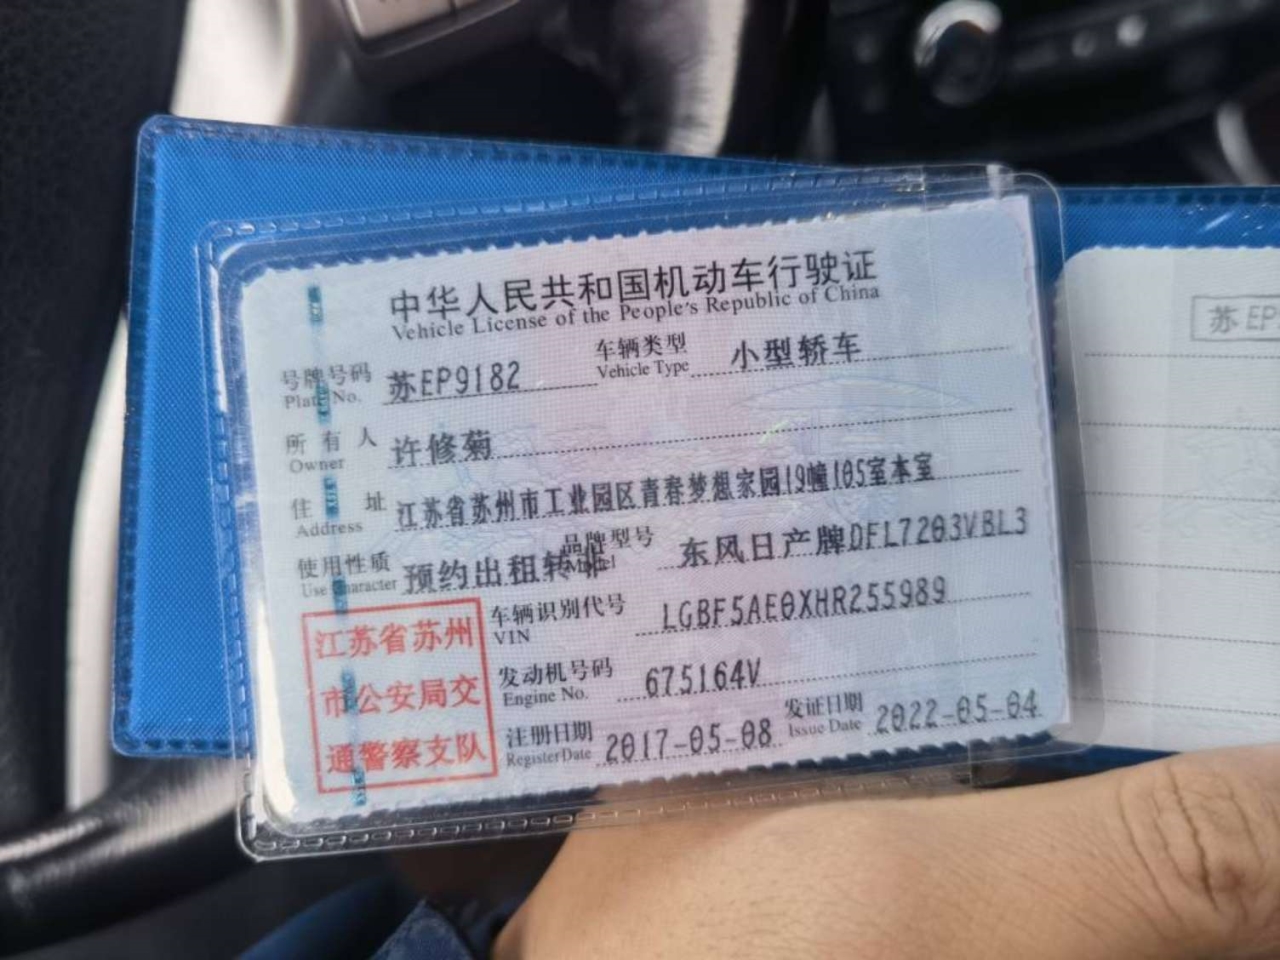 中华人民共和国机动车行驶证
Vehicle License of the People's Republic of China
号牌号码 苏EP9182 车辆类型 小型轿车
Plate No. Vehicle Type
所有人 许修菊
Owner
住址 江苏省苏州市工业园区青春梦想家园19幢105室本室
Address
使用性质 预约出租转非 品牌型号 东风日产牌DFL7203VBL3
Use Character Model
车辆识别代号 LGBF5AE0XHR255989
VIN
发动机号码 675164V
Engine No.
注册日期 2017-05-08 发证日期 2022-05-04
Register Date Issue Date
江苏省苏州
市公安局交
通警察支队
苏EP